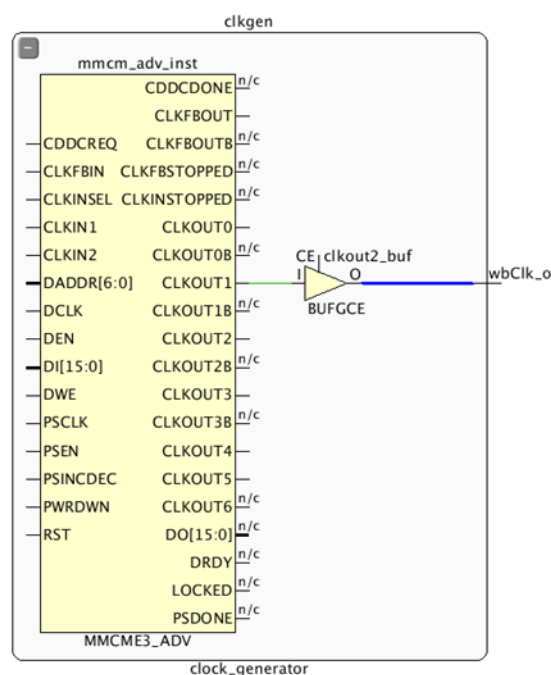 clkgen
mmcm_adv_inst
CDDCDONE n/c
CLKFBOUT
CDDCREQ CLKFBOUTB n/c
CLKFBIN CLKFBSTOPPED n/c
CLKINSEL CLKINSTOPPED n/c
CLKIN1 CLKOUT0
CLKIN2 CLKOUT0B n/c CE clkout2_buf
DADDR[6:0] CLKOUT1 I O wbClk_o
DCLK CLKOUT1B n/c BUFGCE
DEN CLKOUT2
DI[15:0] CLKOUT2B n/c
DWE CLKOUT3
PSCLK CLKOUT3B n/c
PSEN CLKOUT4
PSINCDEC CLKOUT5
PWRDWN CLKOUT6 n/c
RST DO[15:0] n/c
DRDY n/c
LOCKED n/c
PSDONE n/c
MMCME3_ADV
clock_generator